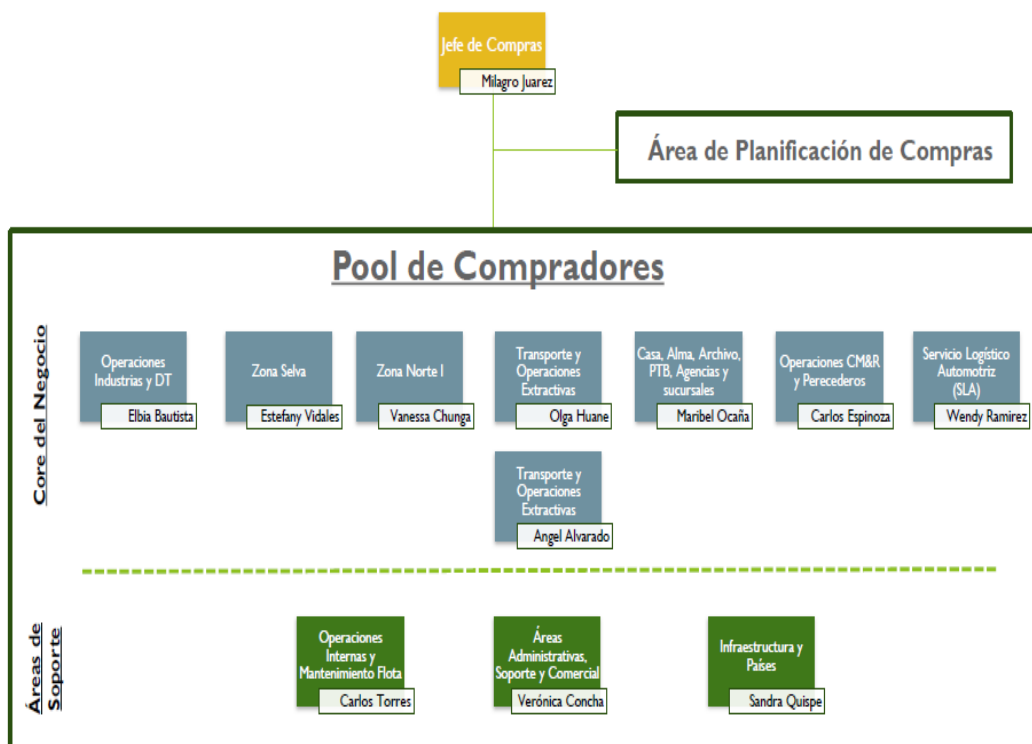 Jefe de Compras
Milagro Juarez
Área de Planificación de Compras
Pool de Compradores
Core del Negocio
Operaciones
Industrias y DT
Elbia Bautista
Zona Selva
Estefany Vidales
Zona Norte I
Vanessa Chunga
Transporte y
Operaciones
Extractivas
Olga Huane
Casa, Alma, Archivo,
PTB, Agencias y
sucursales
Maribel Ocaña
Operaciones CM&R
y Perecederos
Carlos Espinoza
Servicio Logístico
Automotriz
(SLA)
Wendy Ramirez
Transporte y
Operaciones
Extractivas
Angel Alvarado
Áreas de
Soporte
Operaciones
Internas y
Mantenimiento Flota
Carlos Torres
Áreas
Administrativas,
Soporte y Comercial
Verónica Concha
Infraestructura y
Países
Sandra Quispe